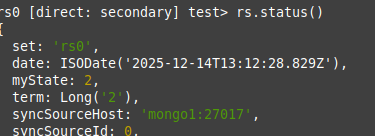 rs0 [direct: secondary] test> rs.status()
{
set: 'rs0',
date: ISODate('2025-12-14T13:12:28.829Z'),
myState: 2,
term: Long('2'),
syncSourceHost: 'mongo1:27017',
syncSourceId: 0,